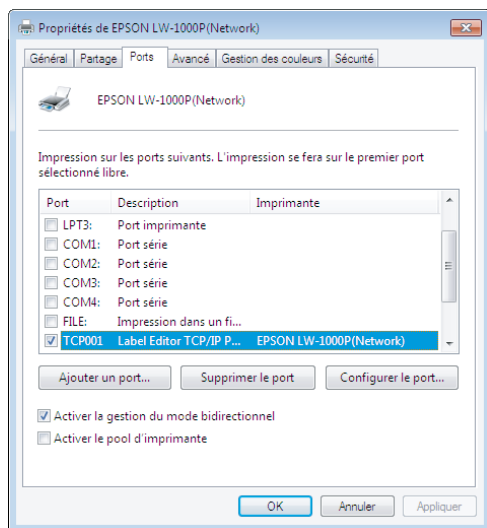 Propriétés de EPSON LW-1000P(Network)
Général Partage Ports Avancé Gestion des couleurs Sécurité
EPSON LW-1000P(Network)
Impression sur les ports suivants. L'impression se fera sur le premier port
sélectionné libre.
Port Description Imprimante
LPT3: Port imprimante
COM1: Port série
COM2: Port série
COM3: Port série
COM4: Port série
FILE: Impression dans un fi...
TCP001 Label Editor TCP/IP P... EPSON LW-1000P(Network)
Ajouter un port... Supprimer le port Configurer le port...
Activer la gestion du mode bidirectionnel
Activer le pool d'imprimante
OK Annuler Appliquer